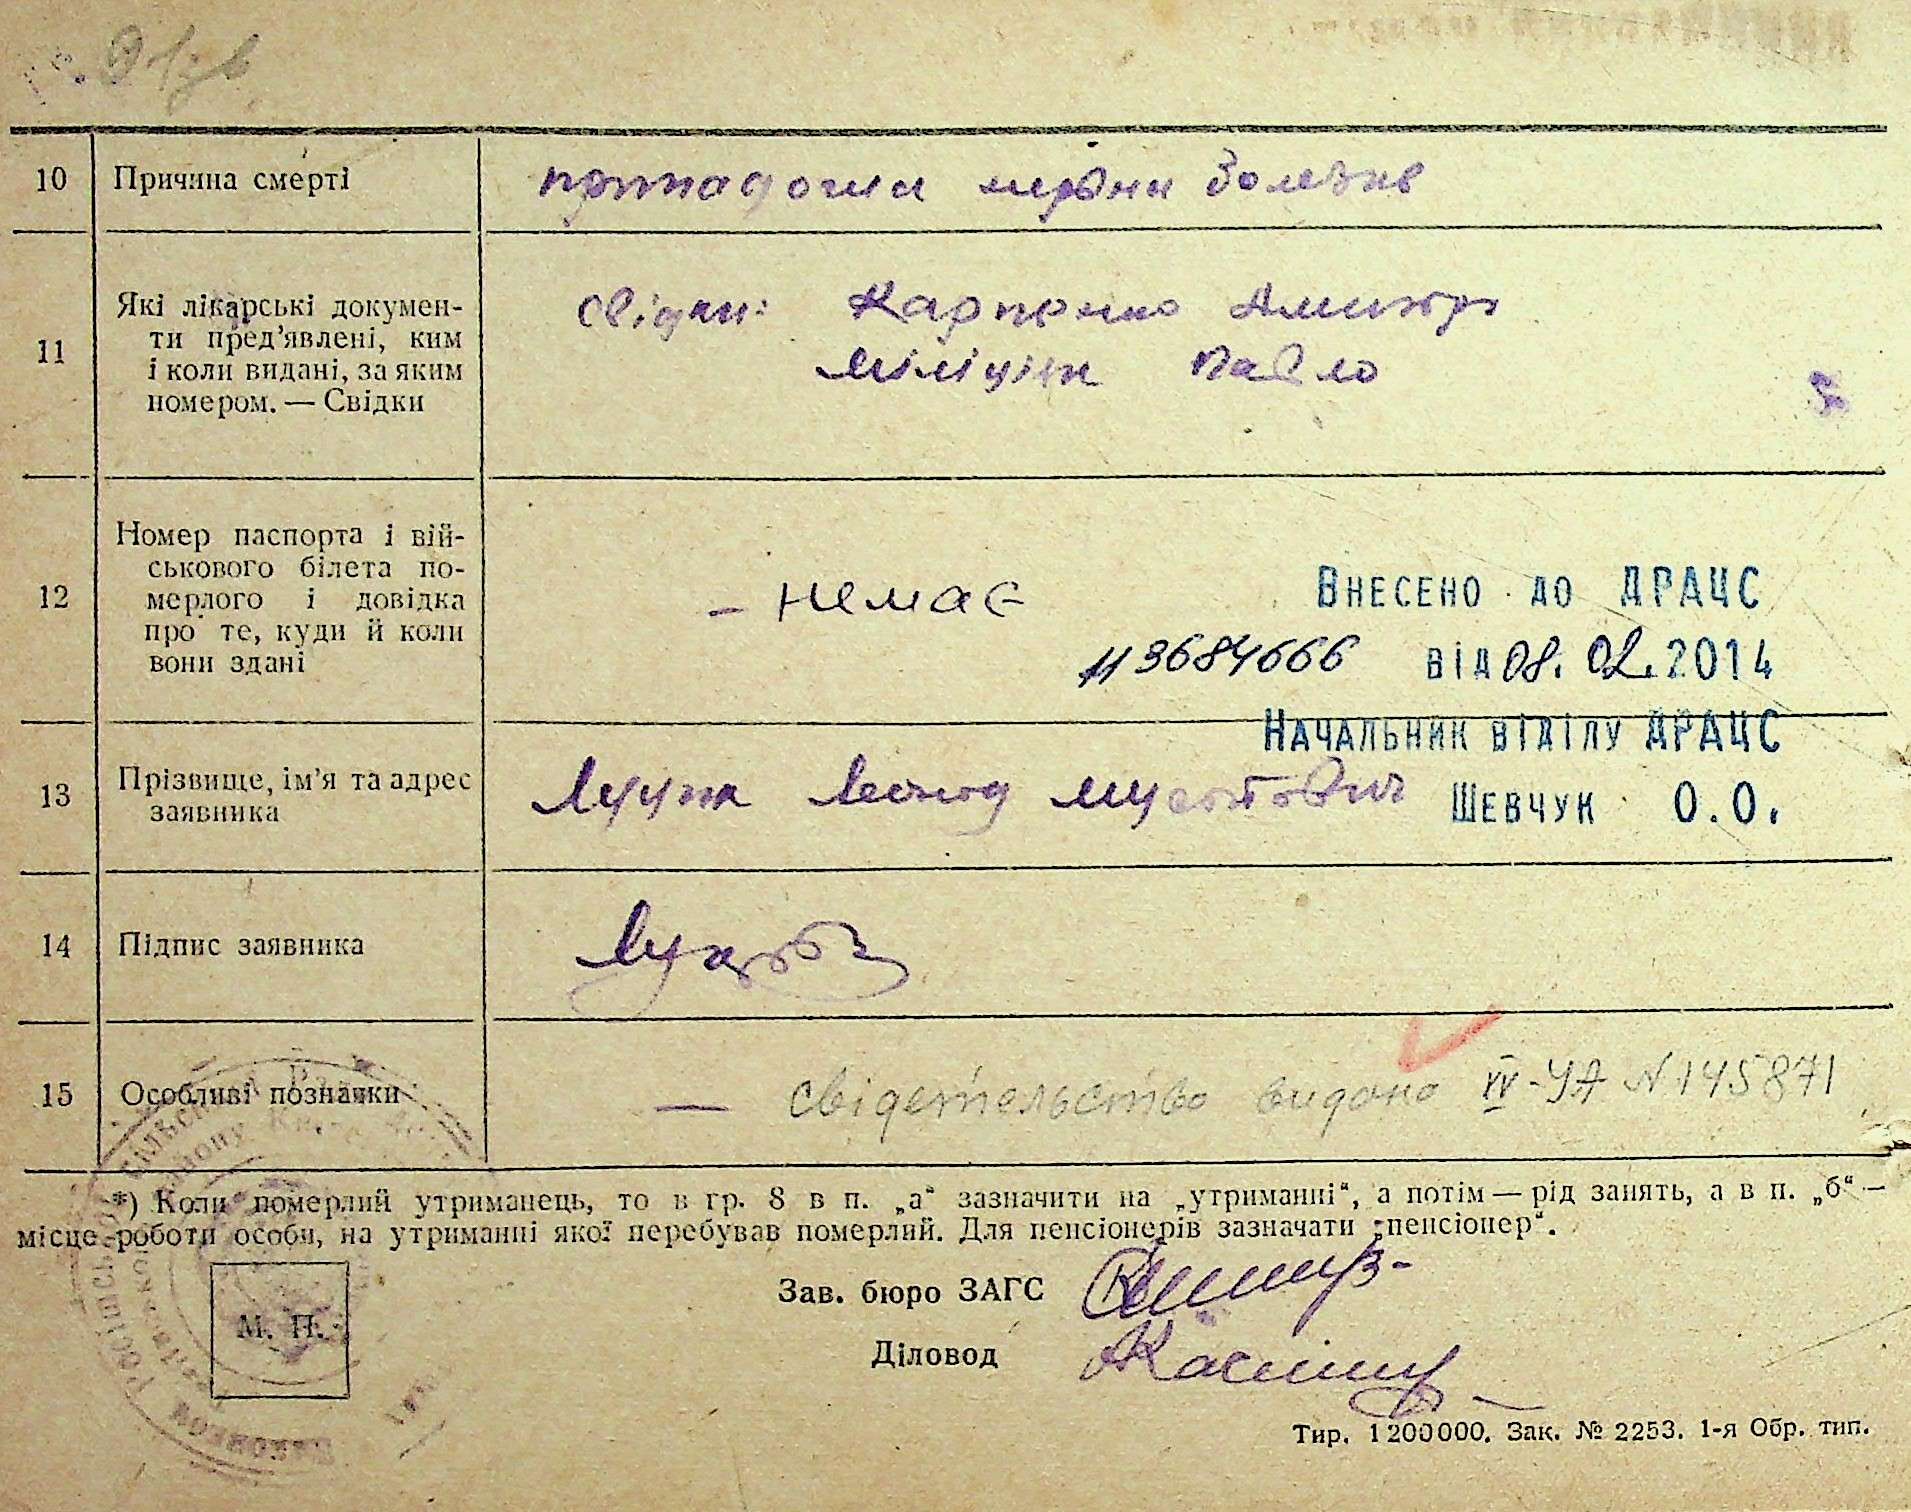 10 Причина смерті
11 Які лікарські докумен-
ти пред’явлені, ким
і коли видані, за яким
номером. — Свідки
свідки: Карпенко Дмитро
Павло
12 Номер паспорта і вій-
ськового білета по-
мерлого і довідка
про те, куди й коли
вони здані
– немає
Внесено до ДРАЦС
3684666 від 08.02.2014
Начальник відділу ДРАЦС
Шевчук О.О.
13 Прізвище, ім’я та адрес
заявника
14 Підпис заявника
15 Особливі позначки
— свідетельство видано IV-УА N 145871
*) Коли померлий утриманець, то в гр. 8 в п. „а“ зазначити на „утриманні“, а потім — рід занять, а в п. „б“ —
місце роботи особи, на утриманні якої перебував померлий. Для пенсіонерів зазначати „пенсіонер“.
М. П.
Зав. бюро ЗАГС
Діловод
Тир. 1200000. Зак. № 2253. 1-я Обр. тип.